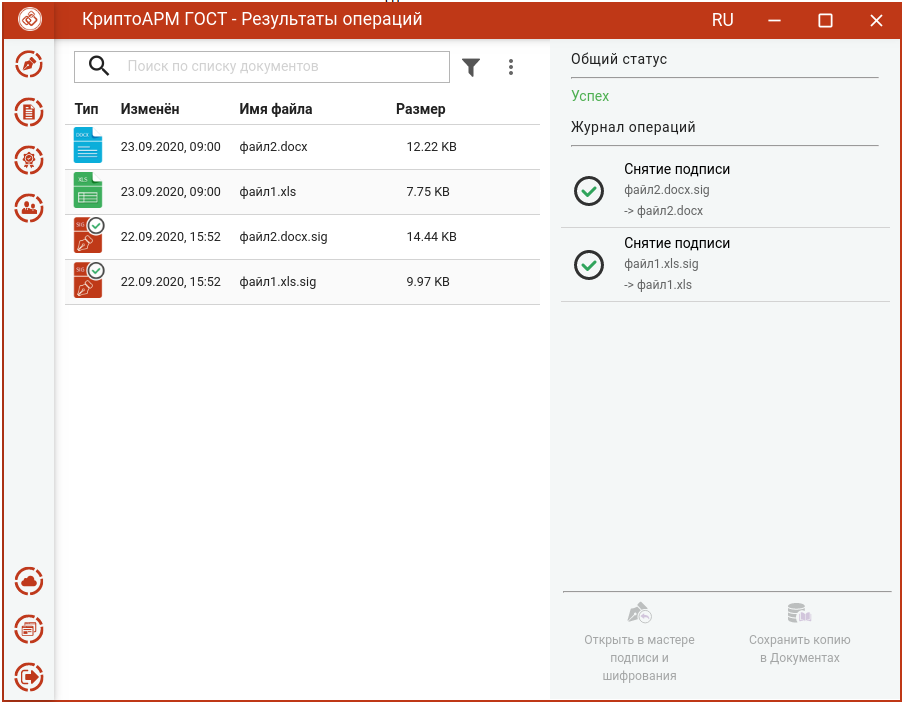 КриптоАРМ ГОСТ - Результаты операций
RU
Поиск по списку документов
Тип Изменён Имя файла Размер
DOCX 23.09.2020, 09:00 файл2.docx 12.22 KB
XLS 23.09.2020, 09:00 файл1.xls 7.75 KB
SIG 22.09.2020, 15:52 файл2.docx.sig 14.44 KB
SIG 22.09.2020, 15:52 файл1.xls.sig 9.97 KB
Общий статус
Успех
Журнал операций
Снятие подписи
файл2.docx.sig
-> файл2.docx
Снятие подписи
файл1.xls.sig
-> файл1.xls
Открыть в мастере
подписи и
шифрования
Сохранить копию
в Документах